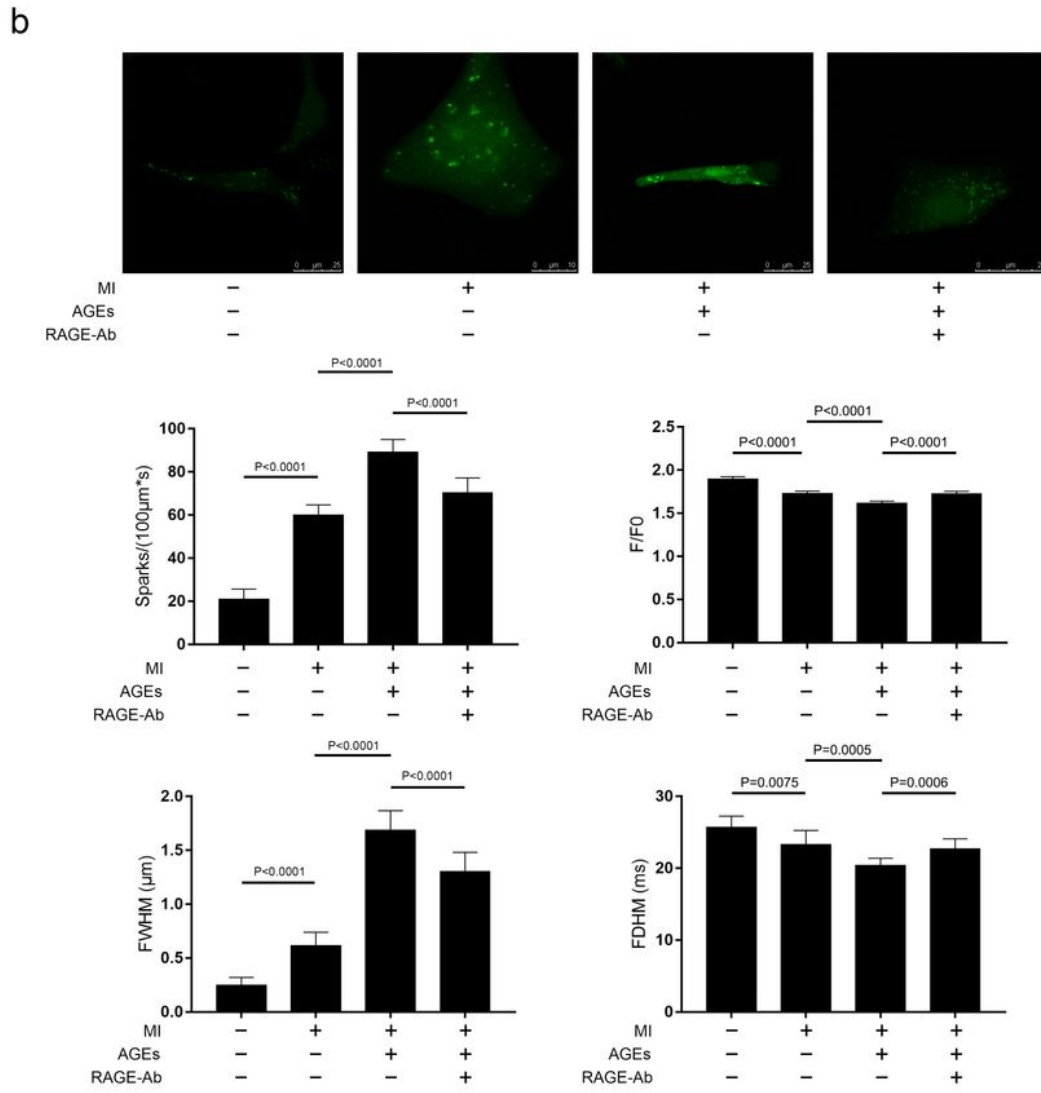 b
0 µm 25
0 µm 10
0 µm 25
0 µm
MI − + + +
AGEs − − + +
RAGE-Ab − − − +
P<0.0001
P<0.0001
P<0.0001
Sparks/(100µm*s)
100
80
60
40
20
0
MI − + + +
AGEs − − + +
RAGE-Ab − − − +
P<0.0001
P<0.0001
P<0.0001
F/F0
2.5
2.0
1.5
1.0
0.5
0.0
MI − + + +
AGEs − − + +
RAGE-Ab − − − +
P<0.0001
P<0.0001
P<0.0001
FWHM (µm)
2.0
1.5
1.0
0.5
0.0
MI − + + +
AGEs − − + +
RAGE-Ab − − − +
P=0.0005
P=0.0075
P=0.0006
FDHM (ms)
30
20
10
0
MI − + + +
AGEs − − + +
RAGE-Ab − − − +